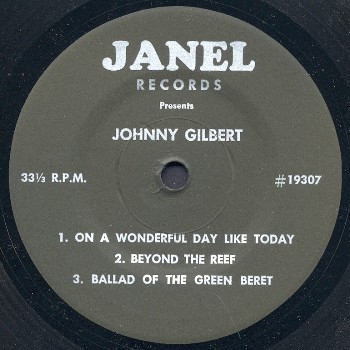 JANEL
RECORDS
Presents
JOHNNY GILBERT
33⅓ R.P.M. #19307
1. ON A WONDERFUL DAY LIKE TODAY
2. BEYOND THE REEF
3. BALLAD OF THE GREEN BERET